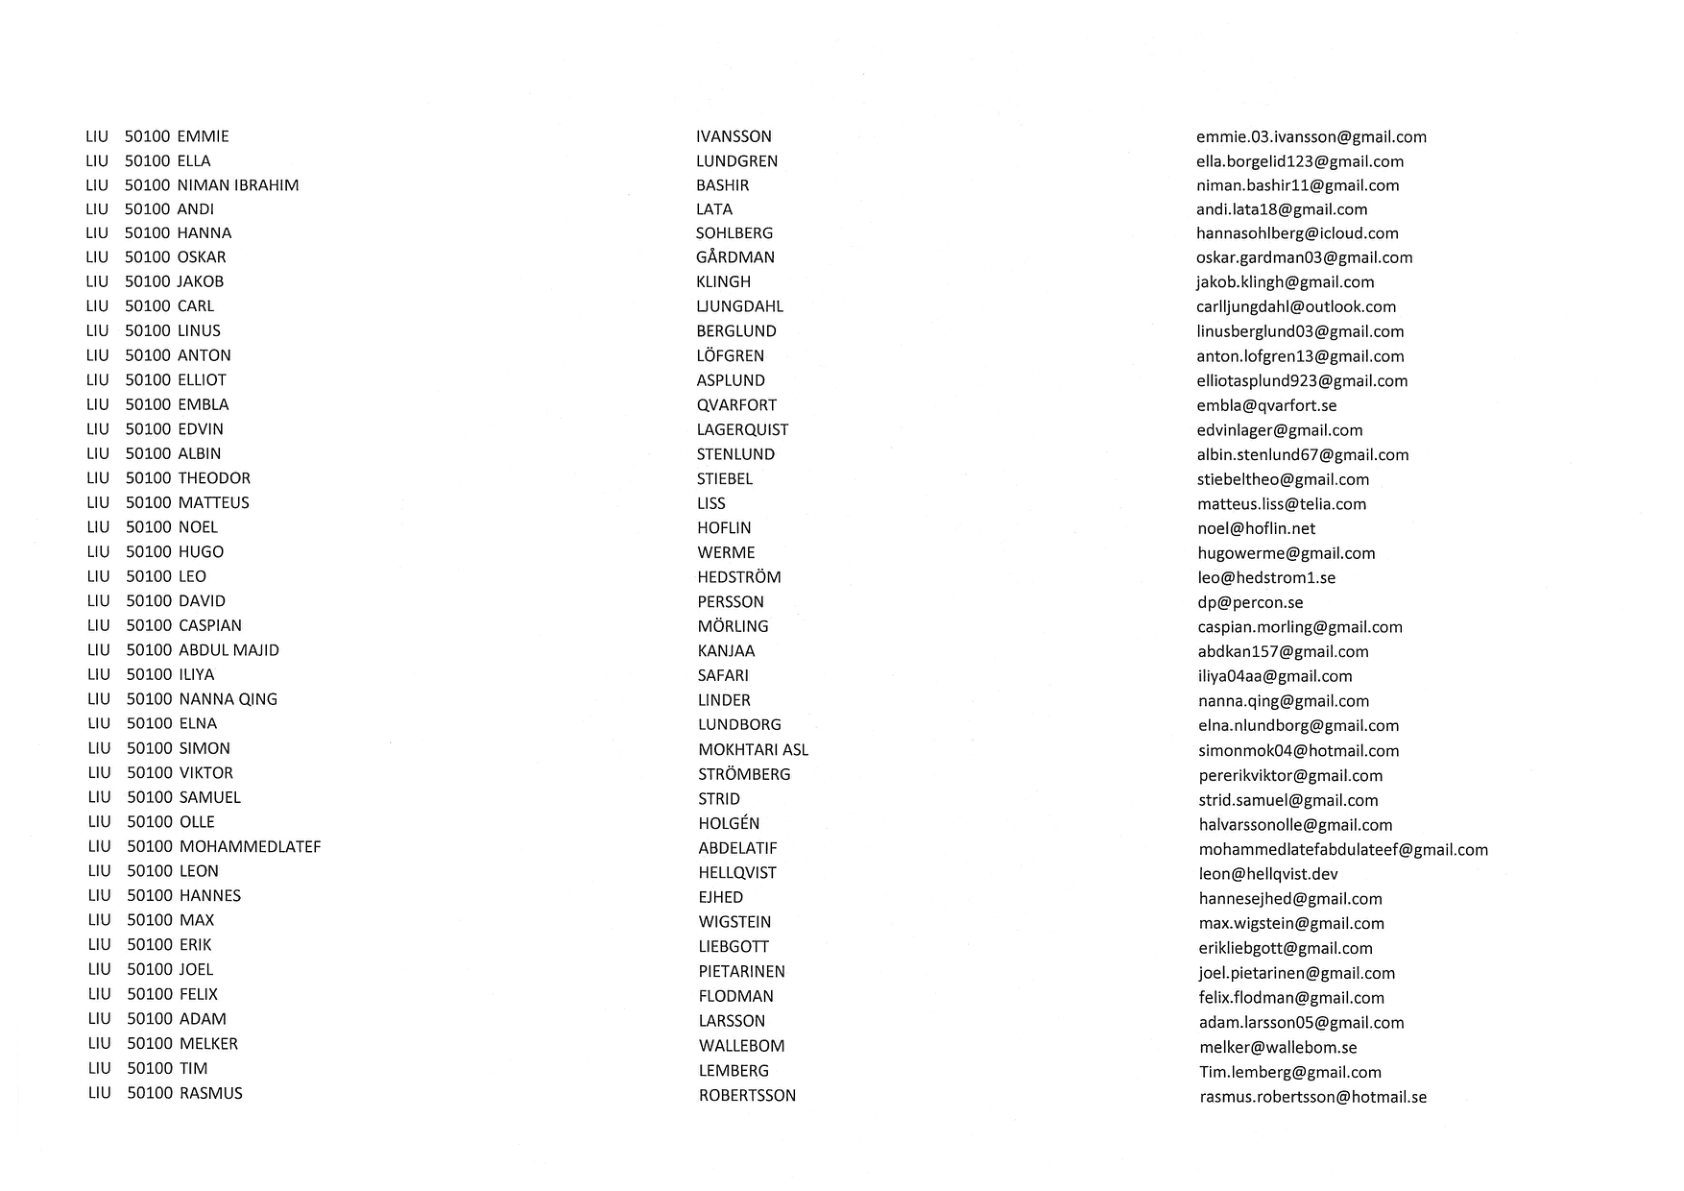 LIU 50100 EMMIE IVANSSON emmie.03.ivansson@gmail.com
LIU 50100 ELLA LUNDGREN ella.borgelid123@gmail.com
LIU 50100 NIMAN IBRAHIM BASHIR niman.bashir11@gmail.com
LIU 50100 ANDI LATA andi.lata18@gmail.com
LIU 50100 HANNA SOHLBERG hannasohlberg@icloud.com
LIU 50100 OSKAR GÅRDMAN oskar.gardman03@gmail.com
LIU 50100 JAKOB KLINGH jakob.klingh@gmail.com
LIU 50100 CARL LJUNGDAHL carlljungdahl@outlook.com
LIU 50100 LINUS BERGLUND linusberglund03@gmail.com
LIU 50100 ANTON LÖFGREN anton.lofgren13@gmail.com
LIU 50100 ELLIOT ASPLUND elliotasplund923@gmail.com
LIU 50100 EMBLA QVARFORT embla@qvarfort.se
LIU 50100 EDVIN LAGERQUIST edvinlager@gmail.com
LIU 50100 ALBIN STENLUND albin.stenlund67@gmail.com
LIU 50100 THEODOR STIEBEL stiebeltheo@gmail.com
LIU 50100 MATTEUS LISS matteus.liss@telia.com
LIU 50100 NOEL HOFLIN noel@hoflin.net
LIU 50100 HUGO WERME hugowerme@gmail.com
LIU 50100 LEO HEDSTRÖM leo@hedstrom1.se
LIU 50100 DAVID PERSSON dp@percon.se
LIU 50100 CASPIAN MÖRLING caspian.morling@gmail.com
LIU 50100 ABDUL MAJID KANJAA abdkan157@gmail.com
LIU 50100 ILIYA SAFARI iliya04aa@gmail.com
LIU 50100 NANNA QING LINDER nanna.qing@gmail.com
LIU 50100 ELNA LUNDBORG elna.nlundborg@gmail.com
LIU 50100 SIMON MOKHTARI ASL simonmok04@hotmail.com
LIU 50100 VIKTOR STRÖMBERG pererikviktor@gmail.com
LIU 50100 SAMUEL STRID strid.samuel@gmail.com
LIU 50100 OLLE HOLGÉN halvarssonolle@gmail.com
LIU 50100 MOHAMMEDLATEF ABDELATIF mohammedlatefabdulateef@gmail.com
LIU 50100 LEON HELLQVIST leon@hellqvist.dev
LIU 50100 HANNES EJHED hannesejhed@gmail.com
LIU 50100 MAX WIGSTEIN max.wigstein@gmail.com
LIU 50100 ERIK LIEBGOTT erikliebgott@gmail.com
LIU 50100 JOEL PIETARINEN joel.pietarinen@gmail.com
LIU 50100 FELIX FLODMAN felix.flodman@gmail.com
LIU 50100 ADAM LARSSON adam.larsson05@gmail.com
LIU 50100 MELKER WALLEBOM melker@wallebom.se
LIU 50100 TIM LEMBERG Tim.lemberg@gmail.com
LIU 50100 RASMUS ROBERTSSON rasmus.robertsson@hotmail.se